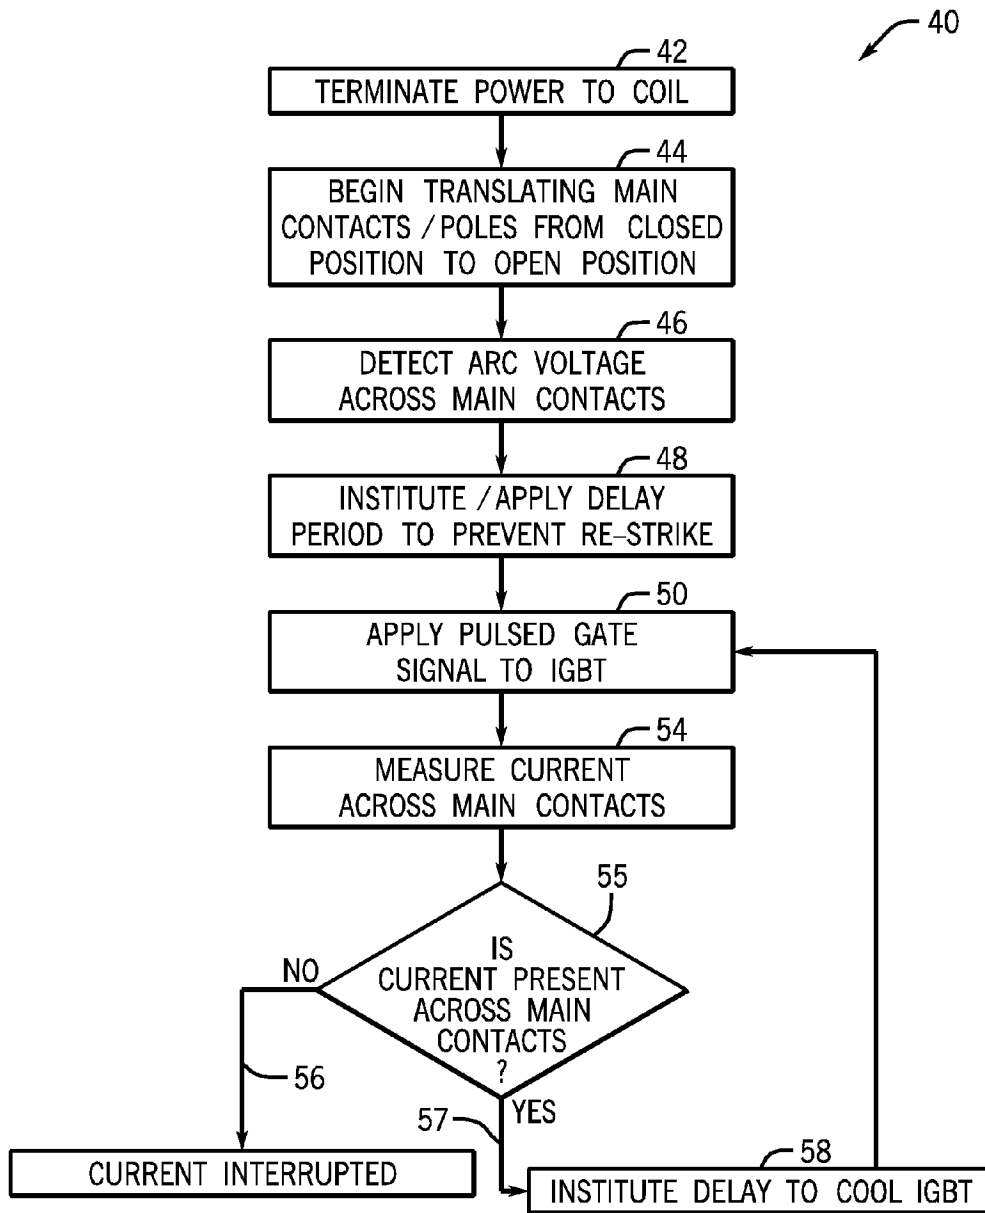 40
42
TERMINATE POWER TO COIL
44
BEGIN TRANSLATING MAIN
CONTACTS / POLES FROM CLOSED
POSITION TO OPEN POSITION
46
DETECT ARC VOLTAGE
ACROSS MAIN CONTACTS
48
INSTITUTE / APPLY DELAY
PERIOD TO PREVENT RE-STRIKE
50
APPLY PULSED GATE
SIGNAL TO IGBT
54
MEASURE CURRENT
ACROSS MAIN CONTACTS
55
IS
CURRENT PRESENT
ACROSS MAIN
CONTACTS
?
NO
56
YES
57
CURRENT INTERRUPTED
58
INSTITUTE DELAY TO COOL IGBT